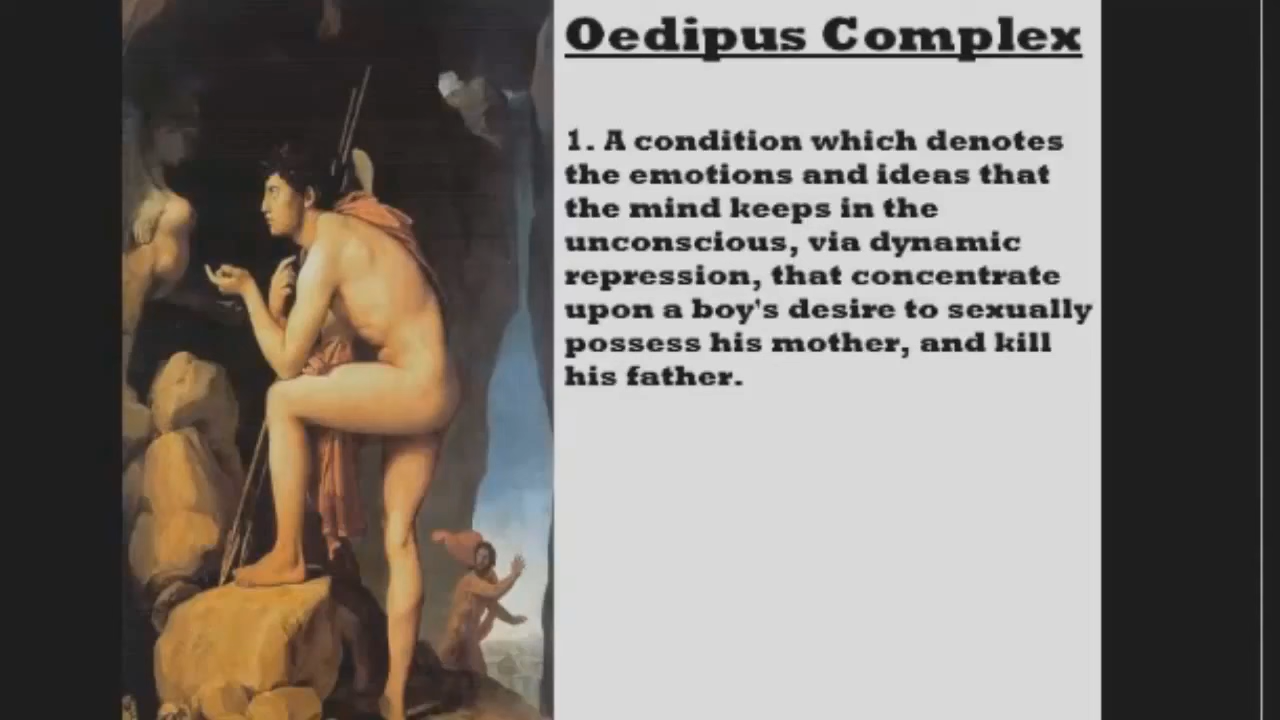 Oedipus Complex
1. A condition which denotes
the emotions and ideas that
the mind keeps in the
unconscious, via dynamic
repression, that concentrate
upon a boy's desire to sexually
possess his mother, and kill
his father.